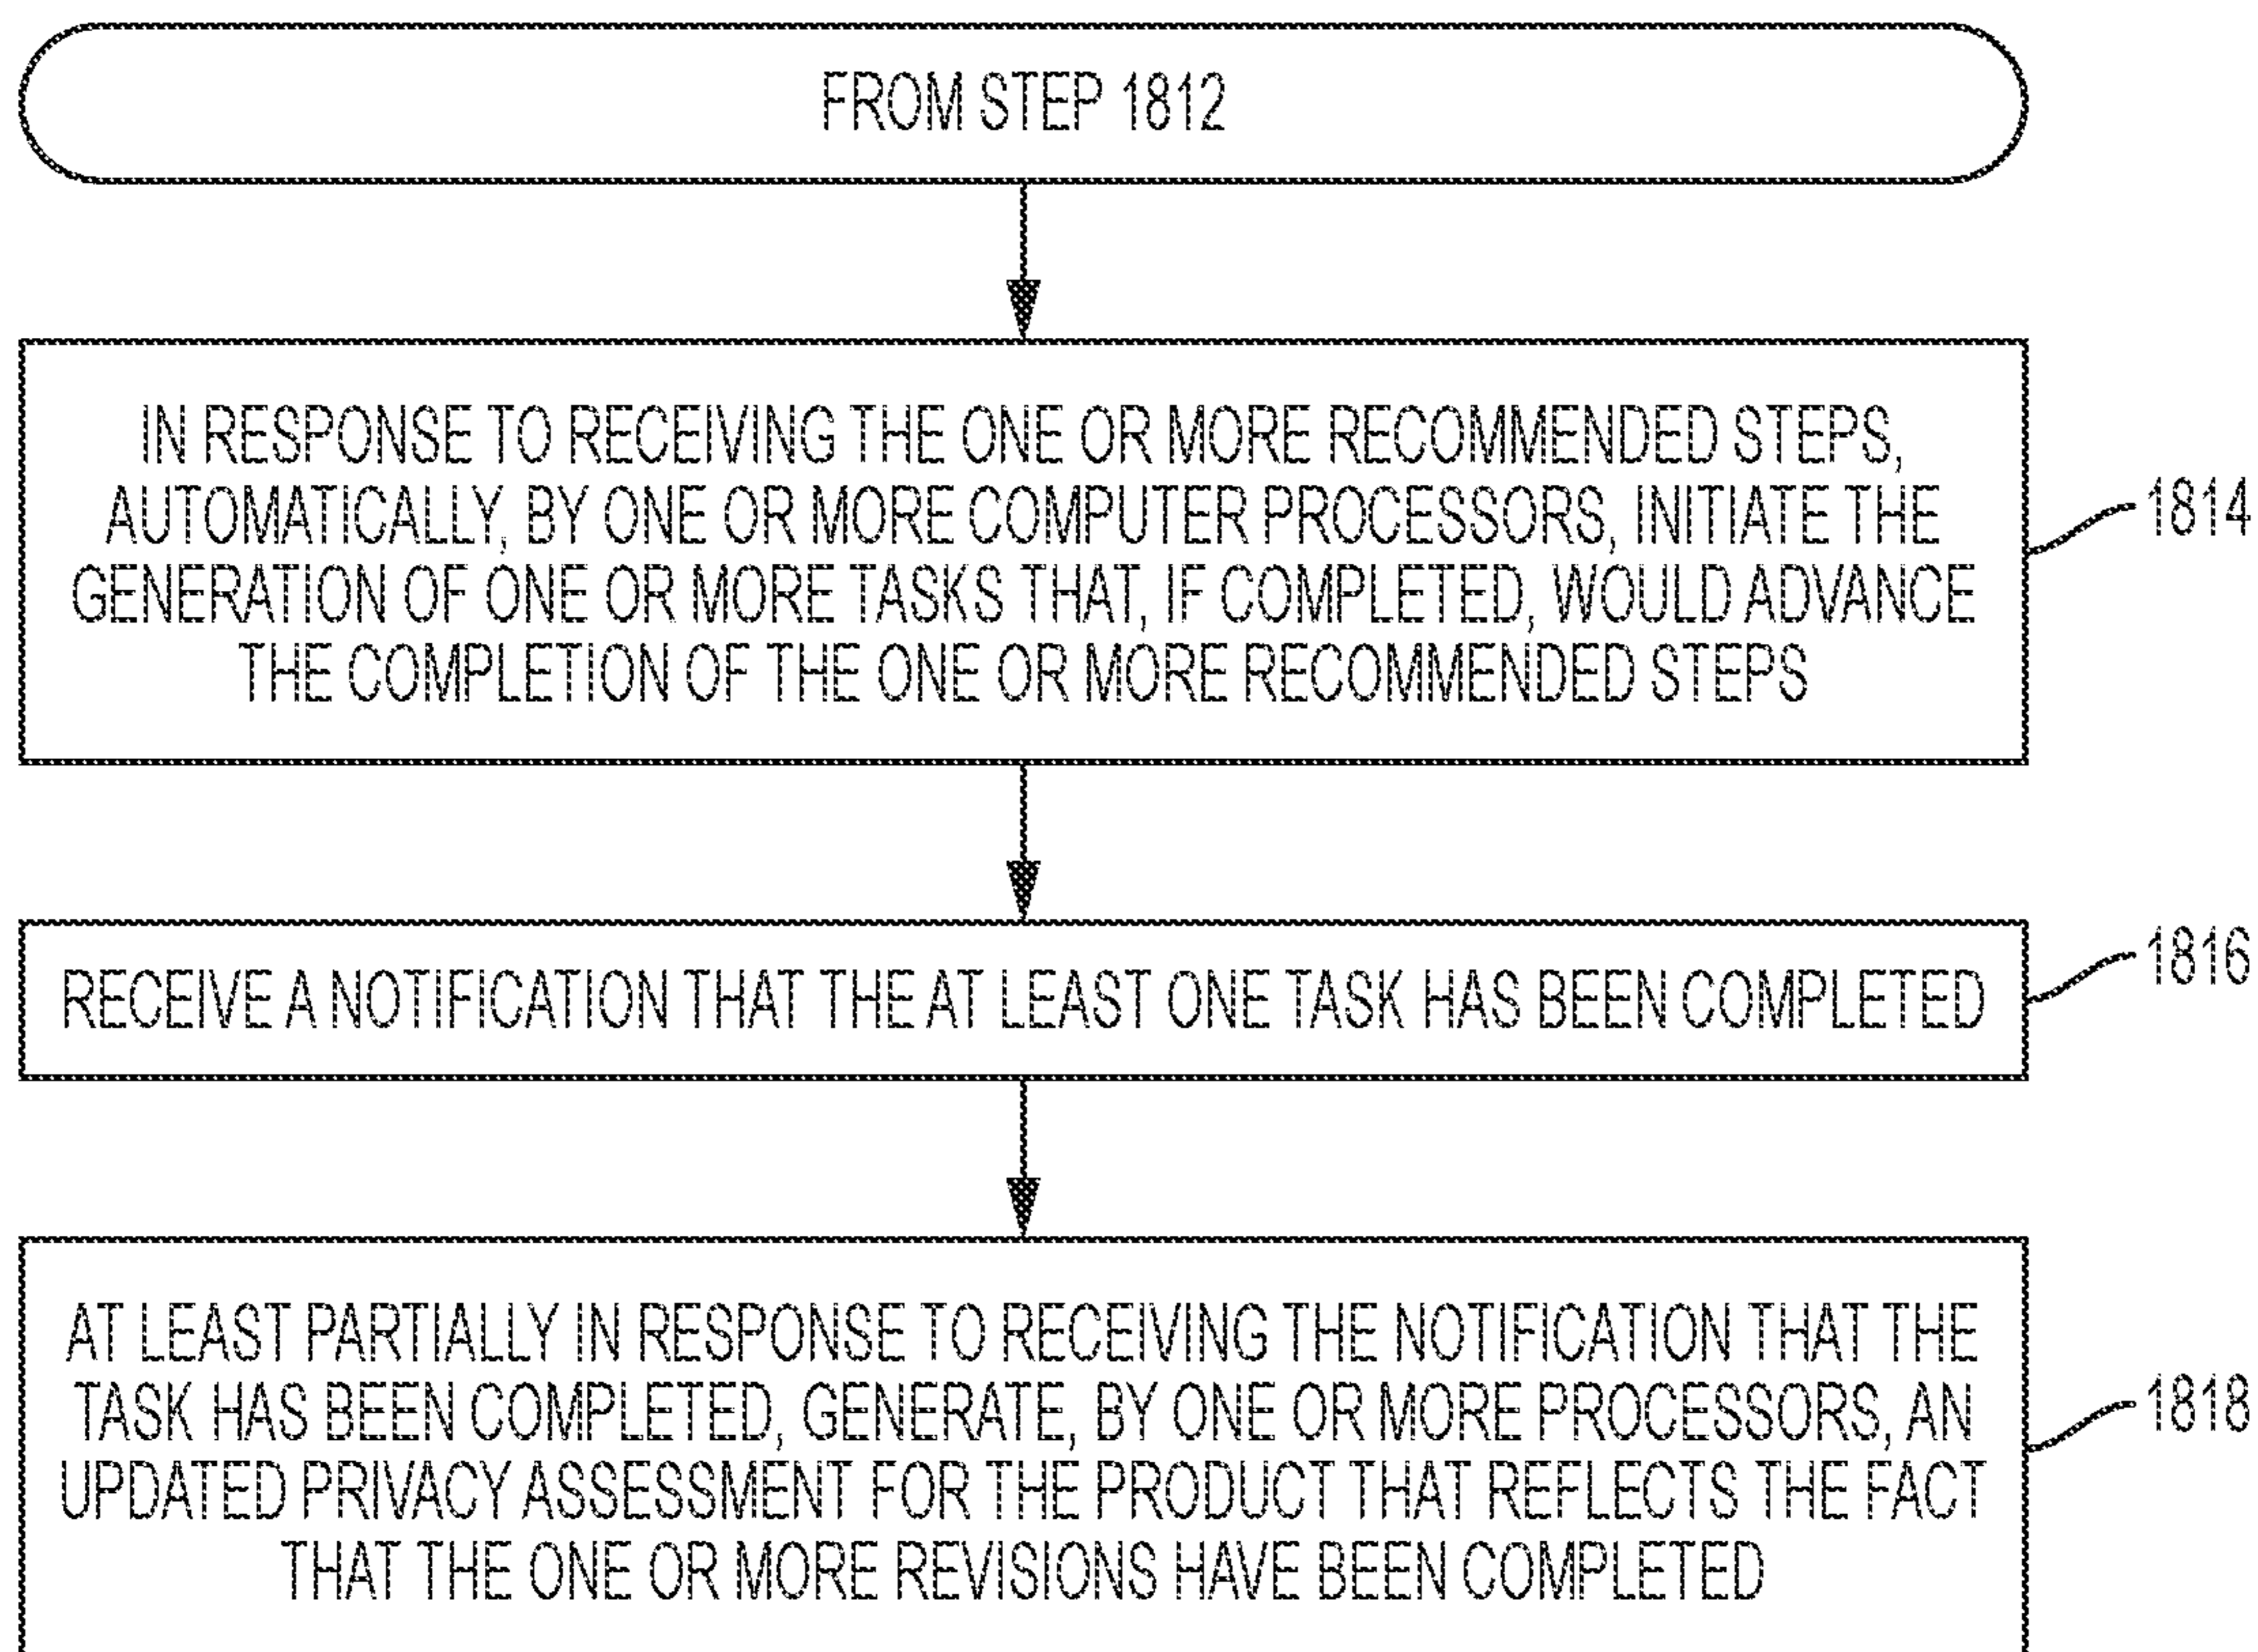 FROM STEP 1812
IN RESPONSE TO RECEIVING THE ONE OR MORE RECOMMENDED STEPS,
AUTOMATICALLY, BY ONE OR MORE COMPUTER PROCESSORS, INITIATE THE
GENERATION OF ONE OR MORE TASKS THAT, IF COMPLETED, WOULD ADVANCE
THE COMPLETION OF THE ONE OR MORE RECOMMENDED STEPS
1814
RECEIVE A NOTIFICATION THAT THE AT LEAST ONE TASK HAS BEEN COMPLETED
1816
AT LEAST PARTIALLY IN RESPONSE TO RECEIVING THE NOTIFICATION THAT THE
TASK HAS BEEN COMPLETED, GENERATE, BY ONE OR MORE PROCESSORS, AN
UPDATED PRIVACY ASSESSMENT FOR THE PRODUCT THAT REFLECTS THE FACT
THAT THE ONE OR MORE REVISIONS HAVE BEEN COMPLETED
1818